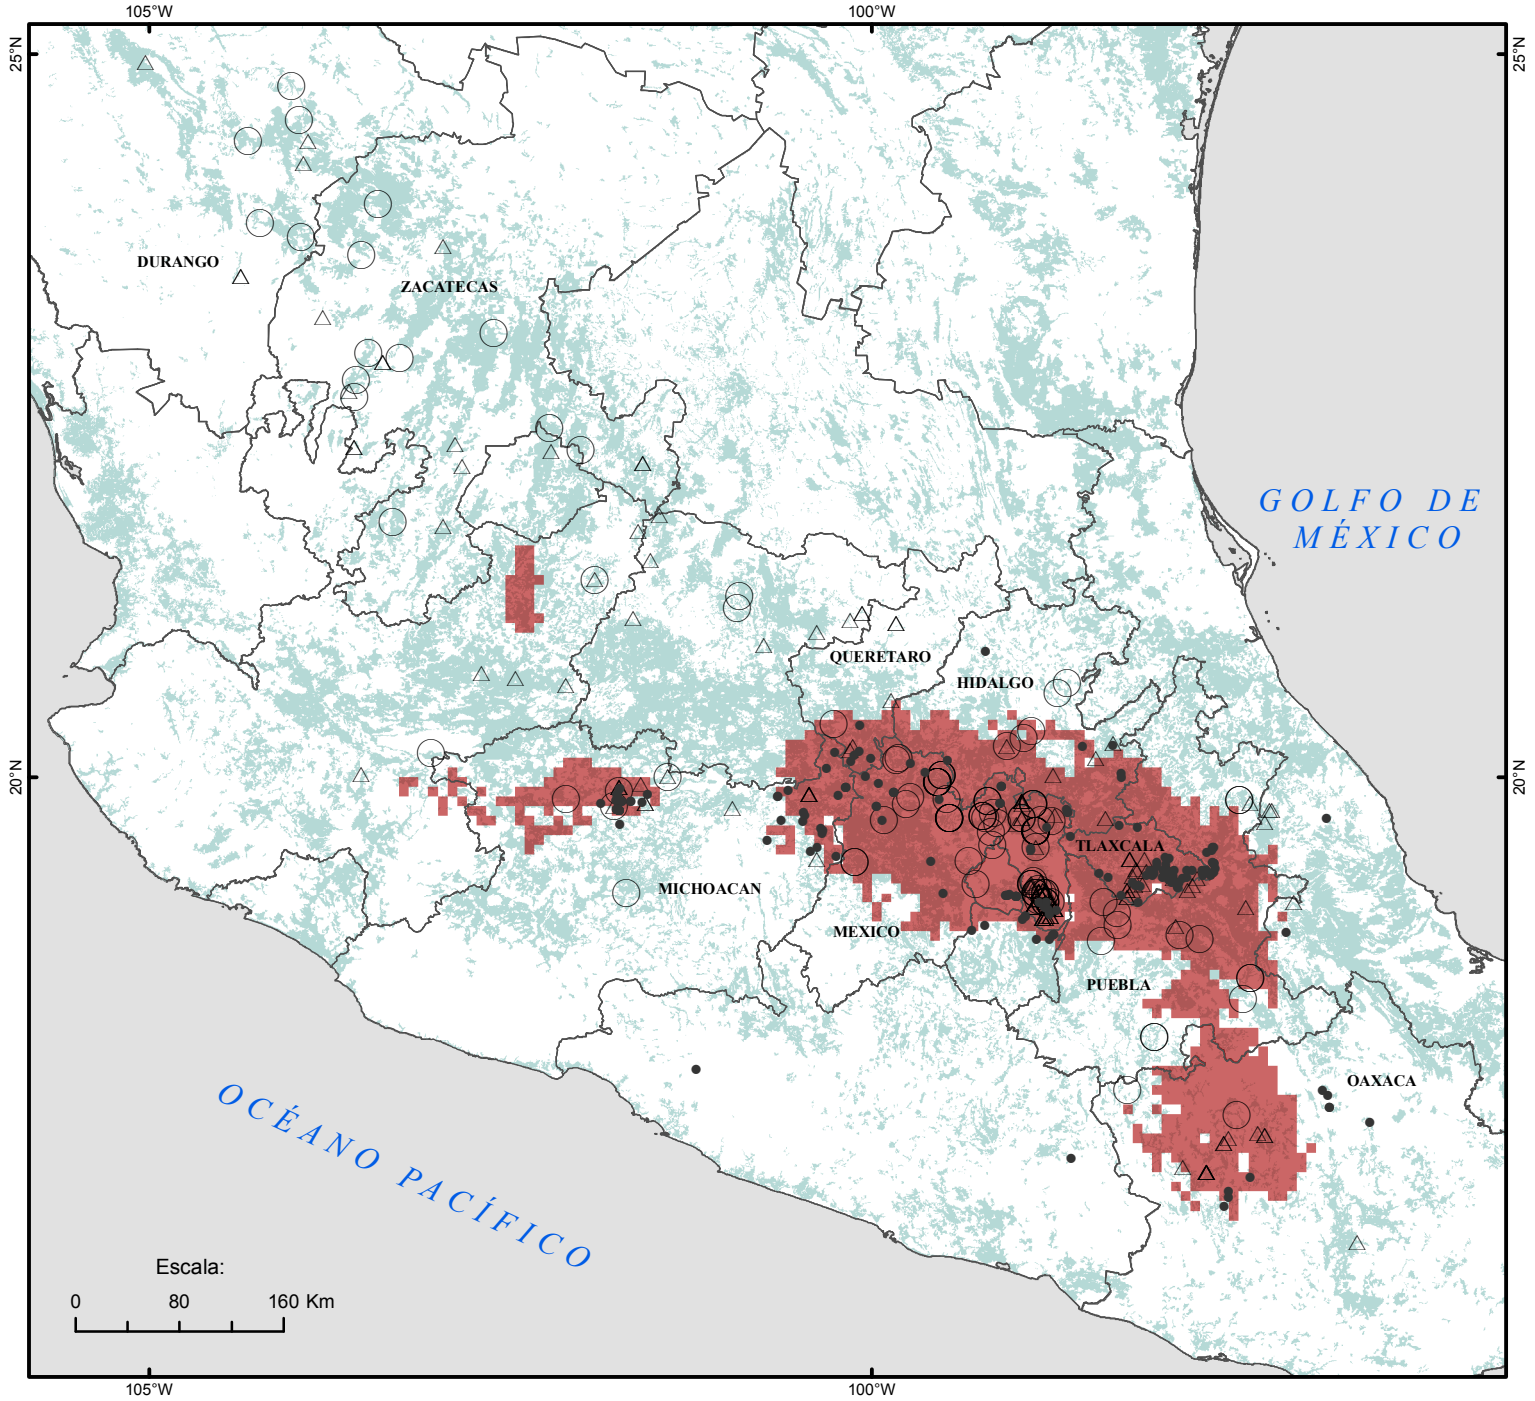 105°W
100°W
25°N
25°N
DURANGO
ZACATECAS
GOLFO DE
MÉXICO
QUERETARO
HIDALGO
20°N
20°N
TLAXCALA
MICHOACAN
MEXICO
PUEBLA
OAXACA
OCÉANO PACÍFICO
Escala:
0 80 160 Km
105°W
100°W